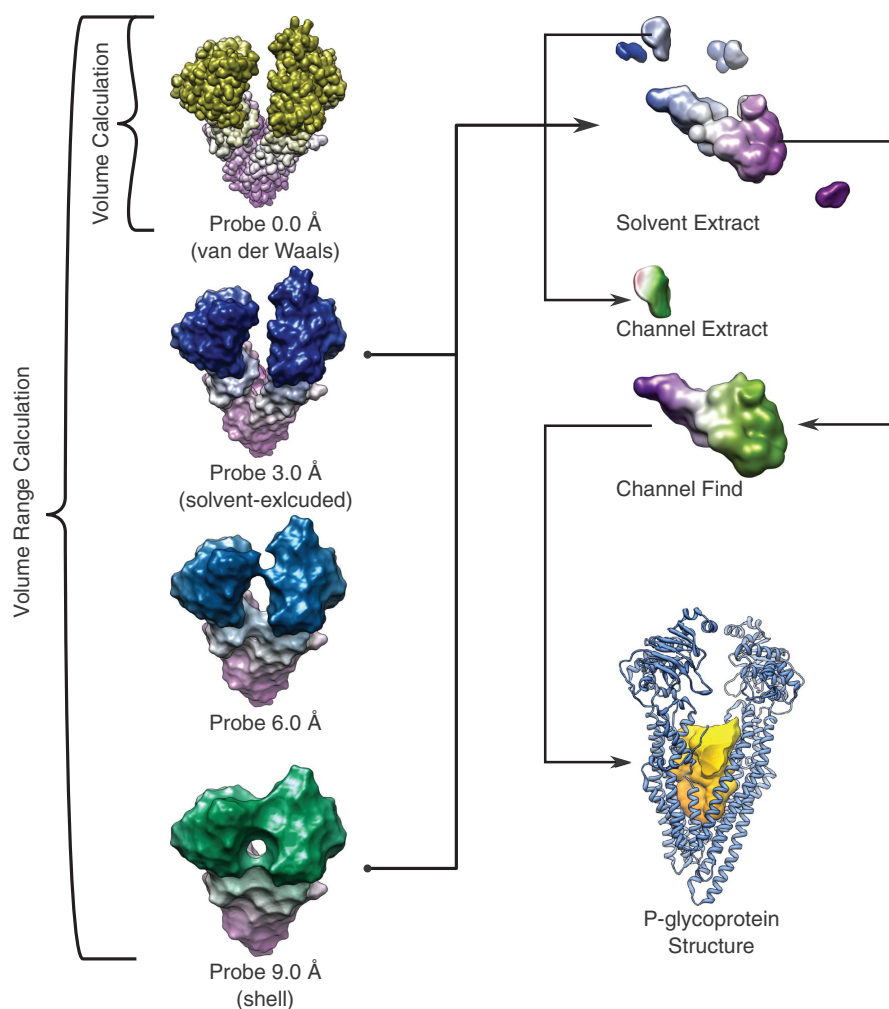 Volume Range Calculation
Volume Calculation
Probe 0.0 Å
(van der Waals)
Probe 3.0 Å
(solvent-exlcuded)
Probe 6.0 Å
Probe 9.0 Å
(shell)
Solvent Extract
Channel Extract
Channel Find
P-glycoprotein
Structure